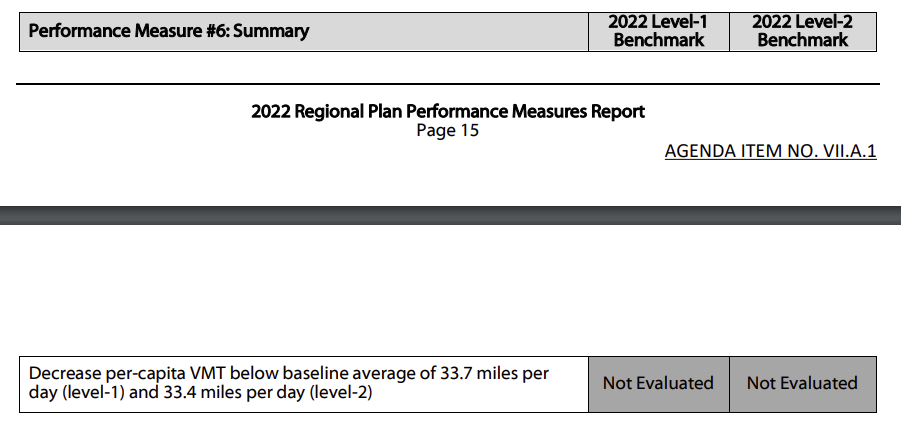 Performance Measure #6: Summary
2022 Level-1
Benchmark
2022 Level-2
Benchmark
2022 Regional Plan Performance Measures Report
Page 15
AGENDA ITEM NO. VII.A.1
Decrease per-capita VMT below baseline average of 33.7 miles per
day (level-1) and 33.4 miles per day (level-2)
Not Evaluated
Not Evaluated